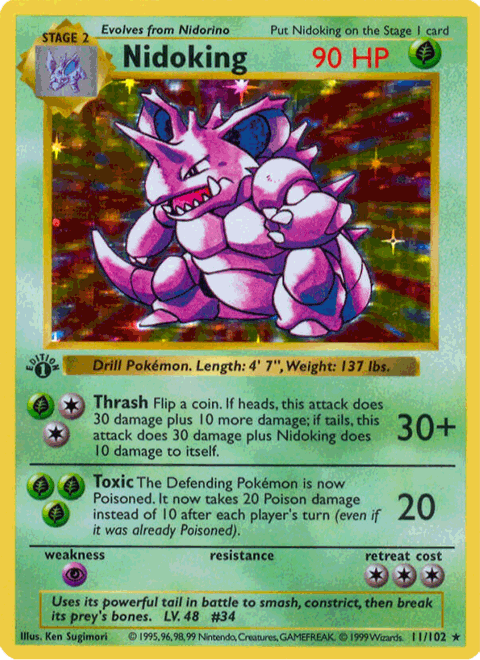 STAGE 2
Evolves from Nidorino
Put Nidoking on the Stage 1 card
Nidoking
90 HP
EDITION
1
Drill Pokémon. Length: 4' 7", Weight: 137 lbs.
Thrash Flip a coin. If heads, this attack does
30 damage plus 10 more damage; if tails, this
attack does 30 damage plus Nidoking does
10 damage to itself.
30+
Toxic The Defending Pokémon is now
Poisoned. It now takes 20 Poison damage
instead of 10 after each player's turn (even if
it was already Poisoned).
20
weakness
resistance
retreat cost
Uses its powerful tail in battle to smash, constrict, then break
its prey's bones. LV. 48 #34
Illus. Ken Sugimori
© 1995, 96, 98, 99 Nintendo, Creatures, GAMEFREAK. © 1999 Wizards.
11/102 ★